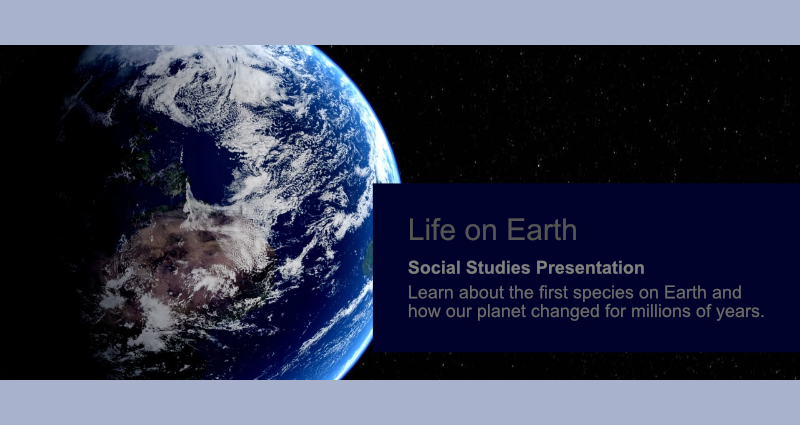 Life on Earth
Social Studies Presentation
Learn about the first species on Earth and
how our planet changed for millions of years.